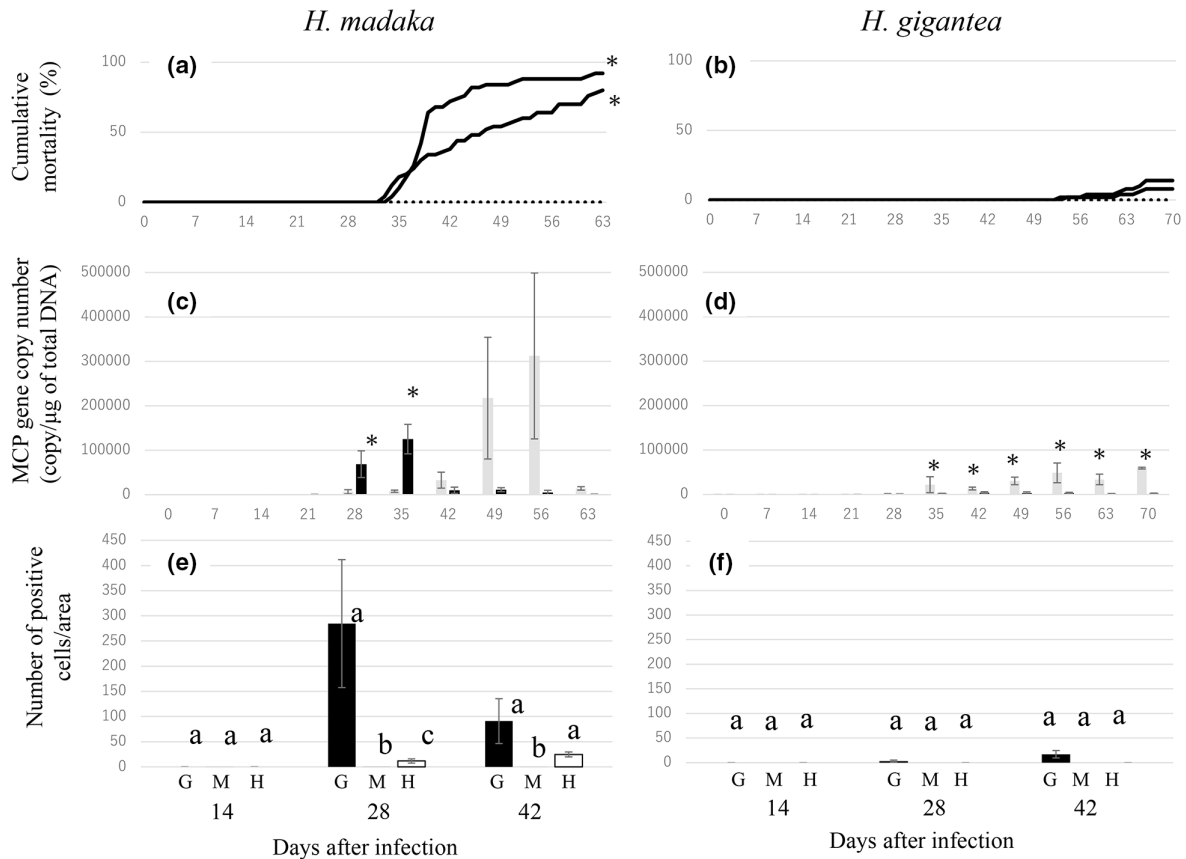 H. madaka
H. gigantea
Cumulative
mortality (%)
(a)
100
50
0
*
*
0 7 14 21 28 35 42 49 56 63
(b)
100
50
0
0 7 14 21 28 35 42 49 56 63 70
MCP gene copy number
(copy/μg of total DNA)
(c)
500000
400000
300000
200000
100000
0
* *
0 7 14 21 28 35 42 49 56 63
(d)
500000
400000
300000
200000
100000
0
* * * * * *
0 7 14 21 28 35 42 49 56 63 70
Number of positive
cells/area
(e)
450
400
350
300
250
200
150
100
50
0
a a a a b c a b a
G M H G M H G M H
14 28 42
Days after infection
(f)
450
400
350
300
250
200
150
100
50
0
a a a a a a a a a
G M H G M H G M H
14 28 42
Days after infection